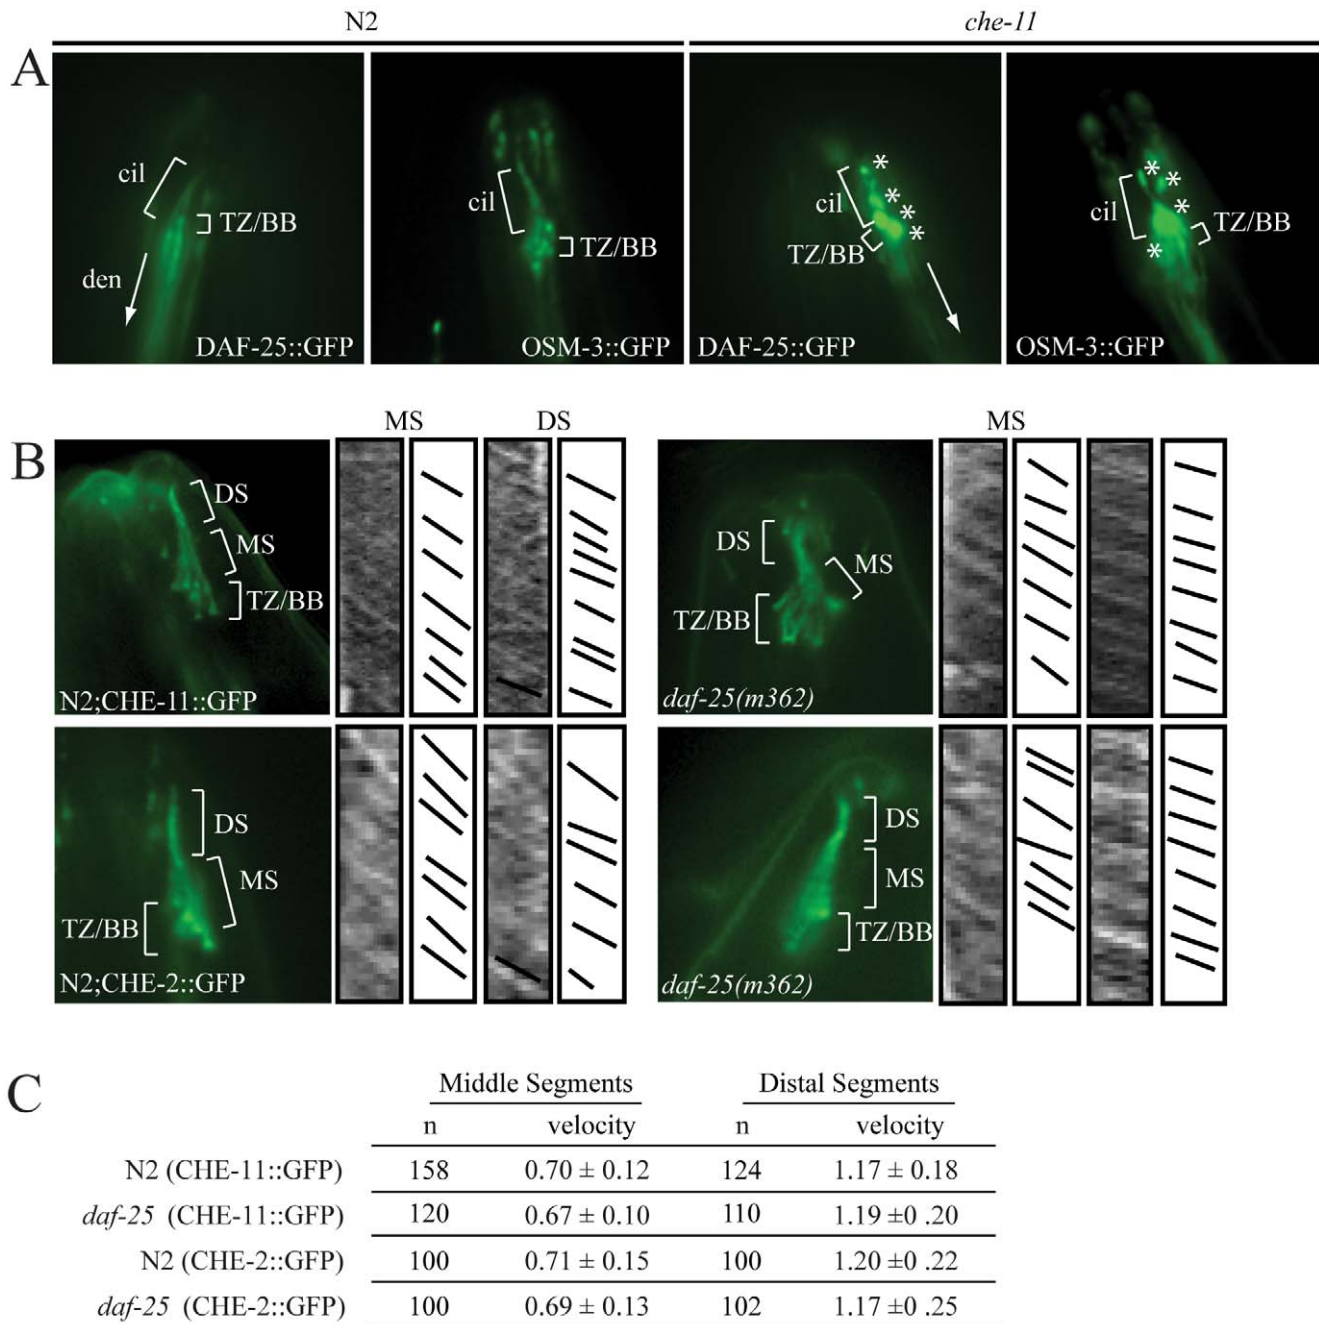 N2
che-11
A
cil
TZ/BB
den
DAF-25::GFP
cil
TZ/BB
OSM-3::GFP
cil
TZ/BB
* * * *
DAF-25::GFP
cil
TZ/BB
* * * *
OSM-3::GFP
B
MS DS MS
DS
MS
TZ/BB
N2;CHE-11::GFP
DS
MS
TZ/BB
daf-25(m362)
DS
MS
TZ/BB
N2;CHE-2::GFP
DS
MS
TZ/BB
daf-25(m362)
C
Middle Segments Distal Segments
n velocity n velocity
N2 (CHE-11::GFP) 158 0.70 ± 0.12 124 1.17 ± 0.18
daf-25 (CHE-11::GFP) 120 0.67 ± 0.10 110 1.19 ±0 .20
N2 (CHE-2::GFP) 100 0.71 ± 0.15 100 1.20 ±0 .22
daf-25 (CHE-2::GFP) 100 0.69 ± 0.13 102 1.17 ±0 .25